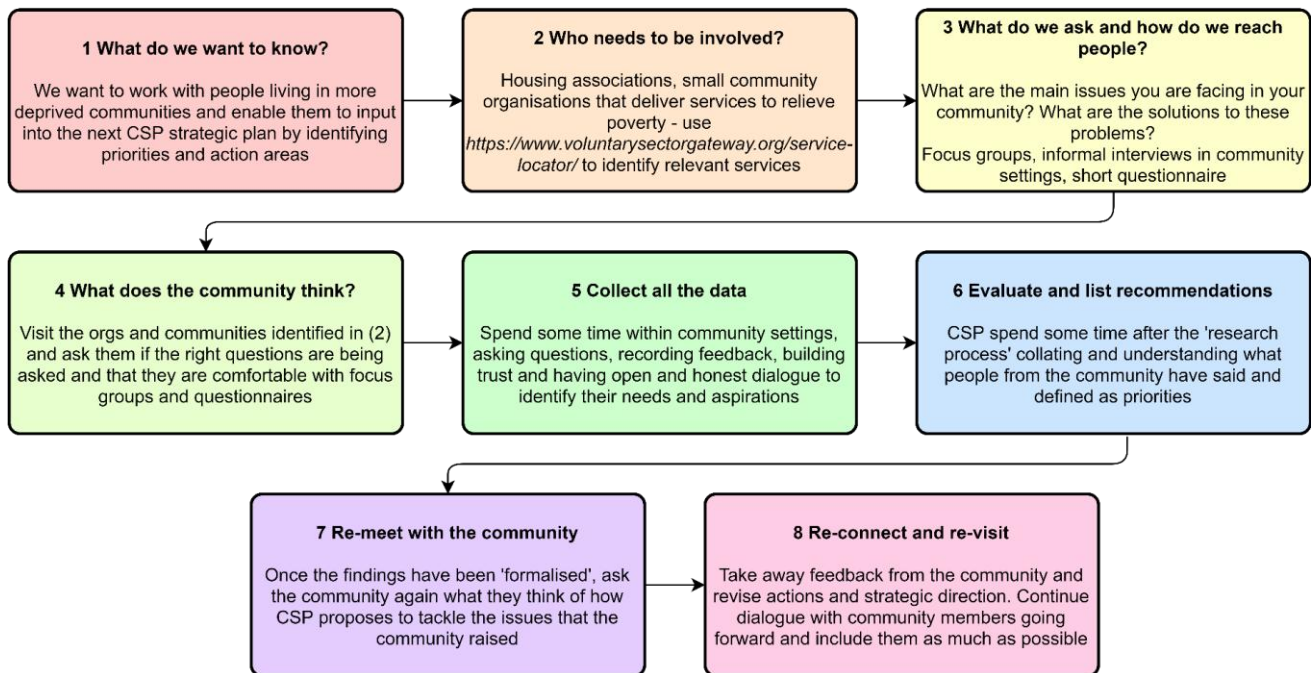 1 What do we want to know?
We want to work with people living in more
deprived communities and enable them to input
into the next CSP strategic plan by identifying
priorities and action areas
2 Who needs to be involved?
Housing associations, small community
organisations that deliver services to relieve
poverty - use
https://www.voluntarysectorgateway.org/service-
locator/ to identify relevant services
3 What do we ask and how do we reach
people?
What are the main issues you are facing in your
community? What are the solutions to these
problems?
Focus groups, informal interviews in community
settings, short questionnaire
4 What does the community think?
Visit the orgs and communities identified in (2)
and ask them if the right questions are being
asked and that they are comfortable with focus
groups and questionnaires
5 Collect all the data
Spend some time within community settings,
asking questions, recording feedback, building
trust and having open and honest dialogue to
identify their needs and aspirations
6 Evaluate and list recommendations
CSP spend some time after the 'research
process' collating and understanding what
people from the community have said and
defined as priorities
7 Re-meet with the community
Once the findings have been 'formalised', ask
the community again what they think of how
CSP proposes to tackle the issues that the
community raised
8 Re-connect and re-visit
Take away feedback from the community and
revise actions and strategic direction. Continue
dialogue with community members going
forward and include them as much as possible